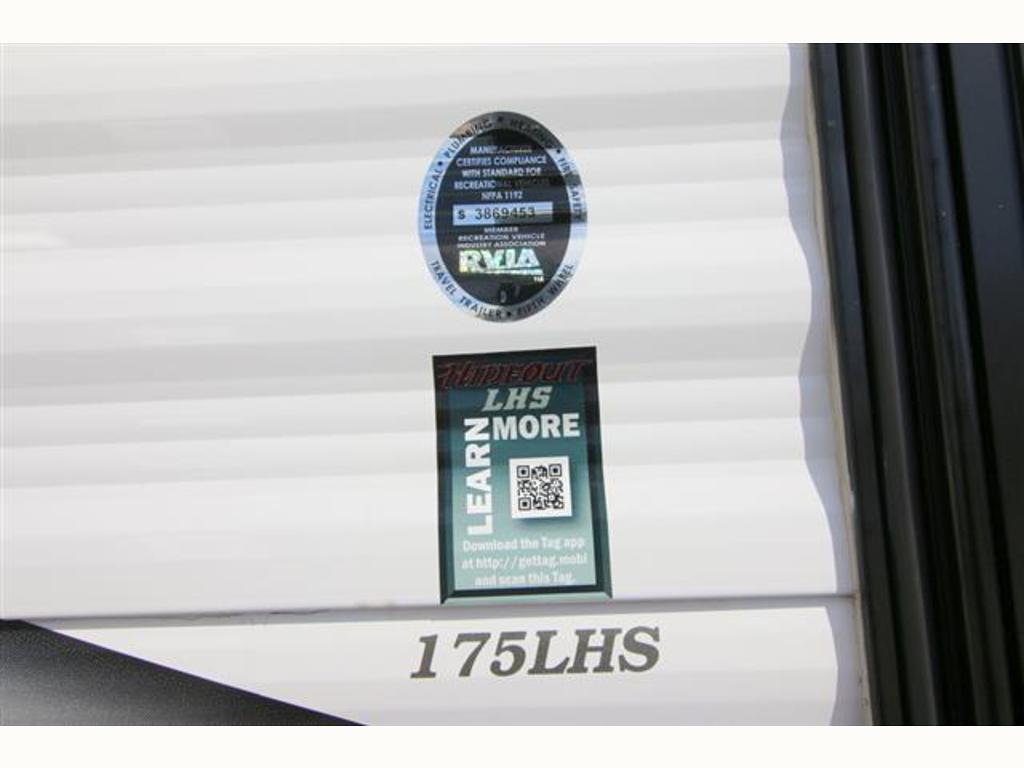 ELECTRICAL • PLUMBING • HEATING • FIRE SAFETY
MANUFACTURER
CERTIFIES COMPLIANCE
WITH STANDARD FOR
RECREATIONAL VEHICLES
NFPA 1192
S 3869453
MEMBER
RECREATION VEHICLE
INDUSTRY ASSOCIATION
RVIA
TRAVEL TRAILER • FIFTH WHEEL
HIDEOUT
LHS
LEARN
MORE
Download the Tag app
at http://gettag.mobi
and scan this Tag.
175LHS